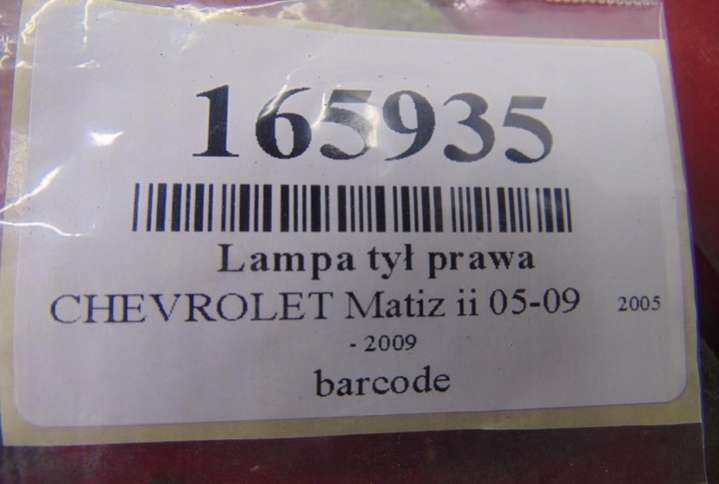 165935
Lampa tył prawa
CHEVROLET Matiz ii 05-09 2005
- 2009
barcode